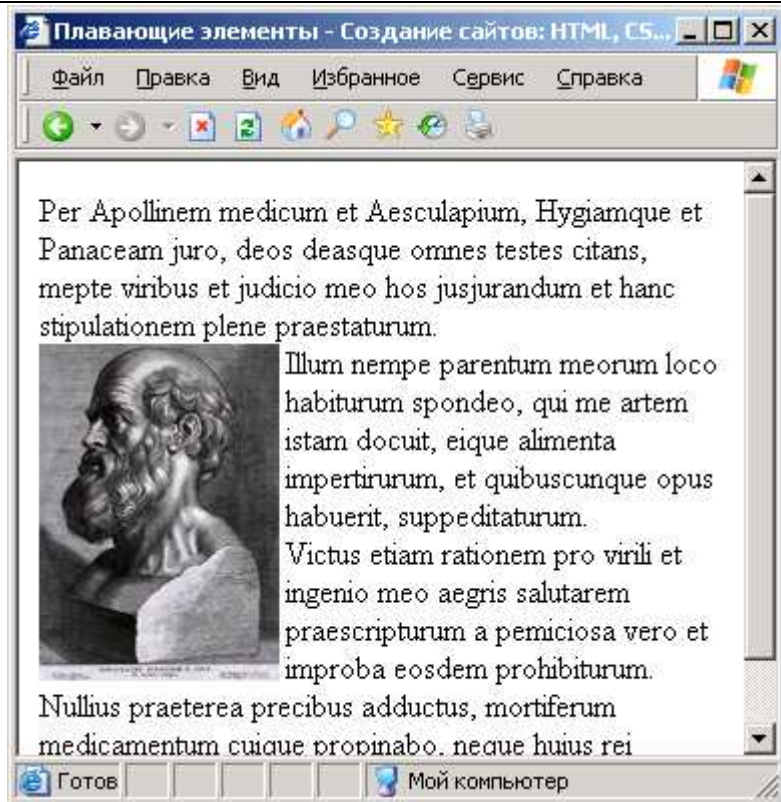 Плавающие элементы - Создание сайтов: HTML, CS...
Файл Правка Вид Избранное Сервис Справка
Per Apollinem medicum et Aesculapium, Hygiamque et
Panaceam juro, deos deasque omnes testes citans,
mepte viribus et judicio meo hos jusjurandum et hanc
stipulationem plene praestaturum.
Illum nempe parentum meorum loco
habiturum spondeo, qui me artem
istam docuit, eique alimenta
impertirurum, et quibuscunque opus
habuerit, suppeditaturum.
Victus etiam rationem pro virili et
ingenio meo aegris salutarem
praescripturum a perniciosa vero et
improba eosdem prohibiturum.
Nullius praeterea precibus adductus, mortiferum
medicamentum cuique propinabo, neque huius rei
Готов
Мой компьютер